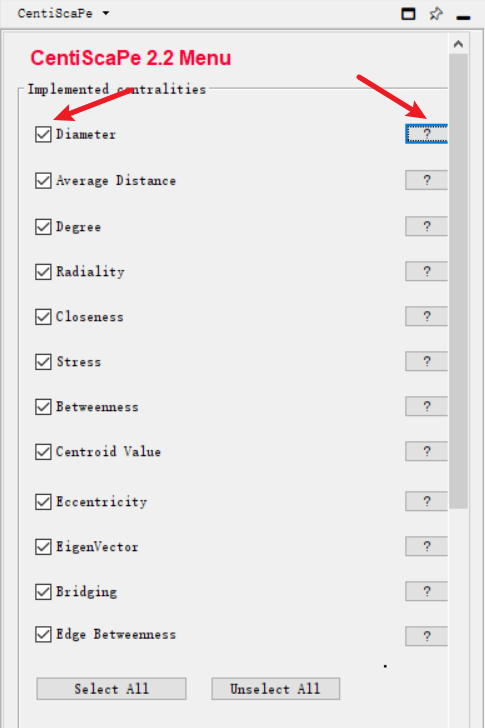 CentiScaPe
CentiScaPe 2.2 Menu
Implemented centralities
Diameter ?
Average Distance ?
Degree ?
Radiality ?
Closeness ?
Stress ?
Betweenness ?
Centroid Value ?
Eccentricity ?
EigenVector ?
Bridging ?
Edge Betweenness ?
Select All Unselect All